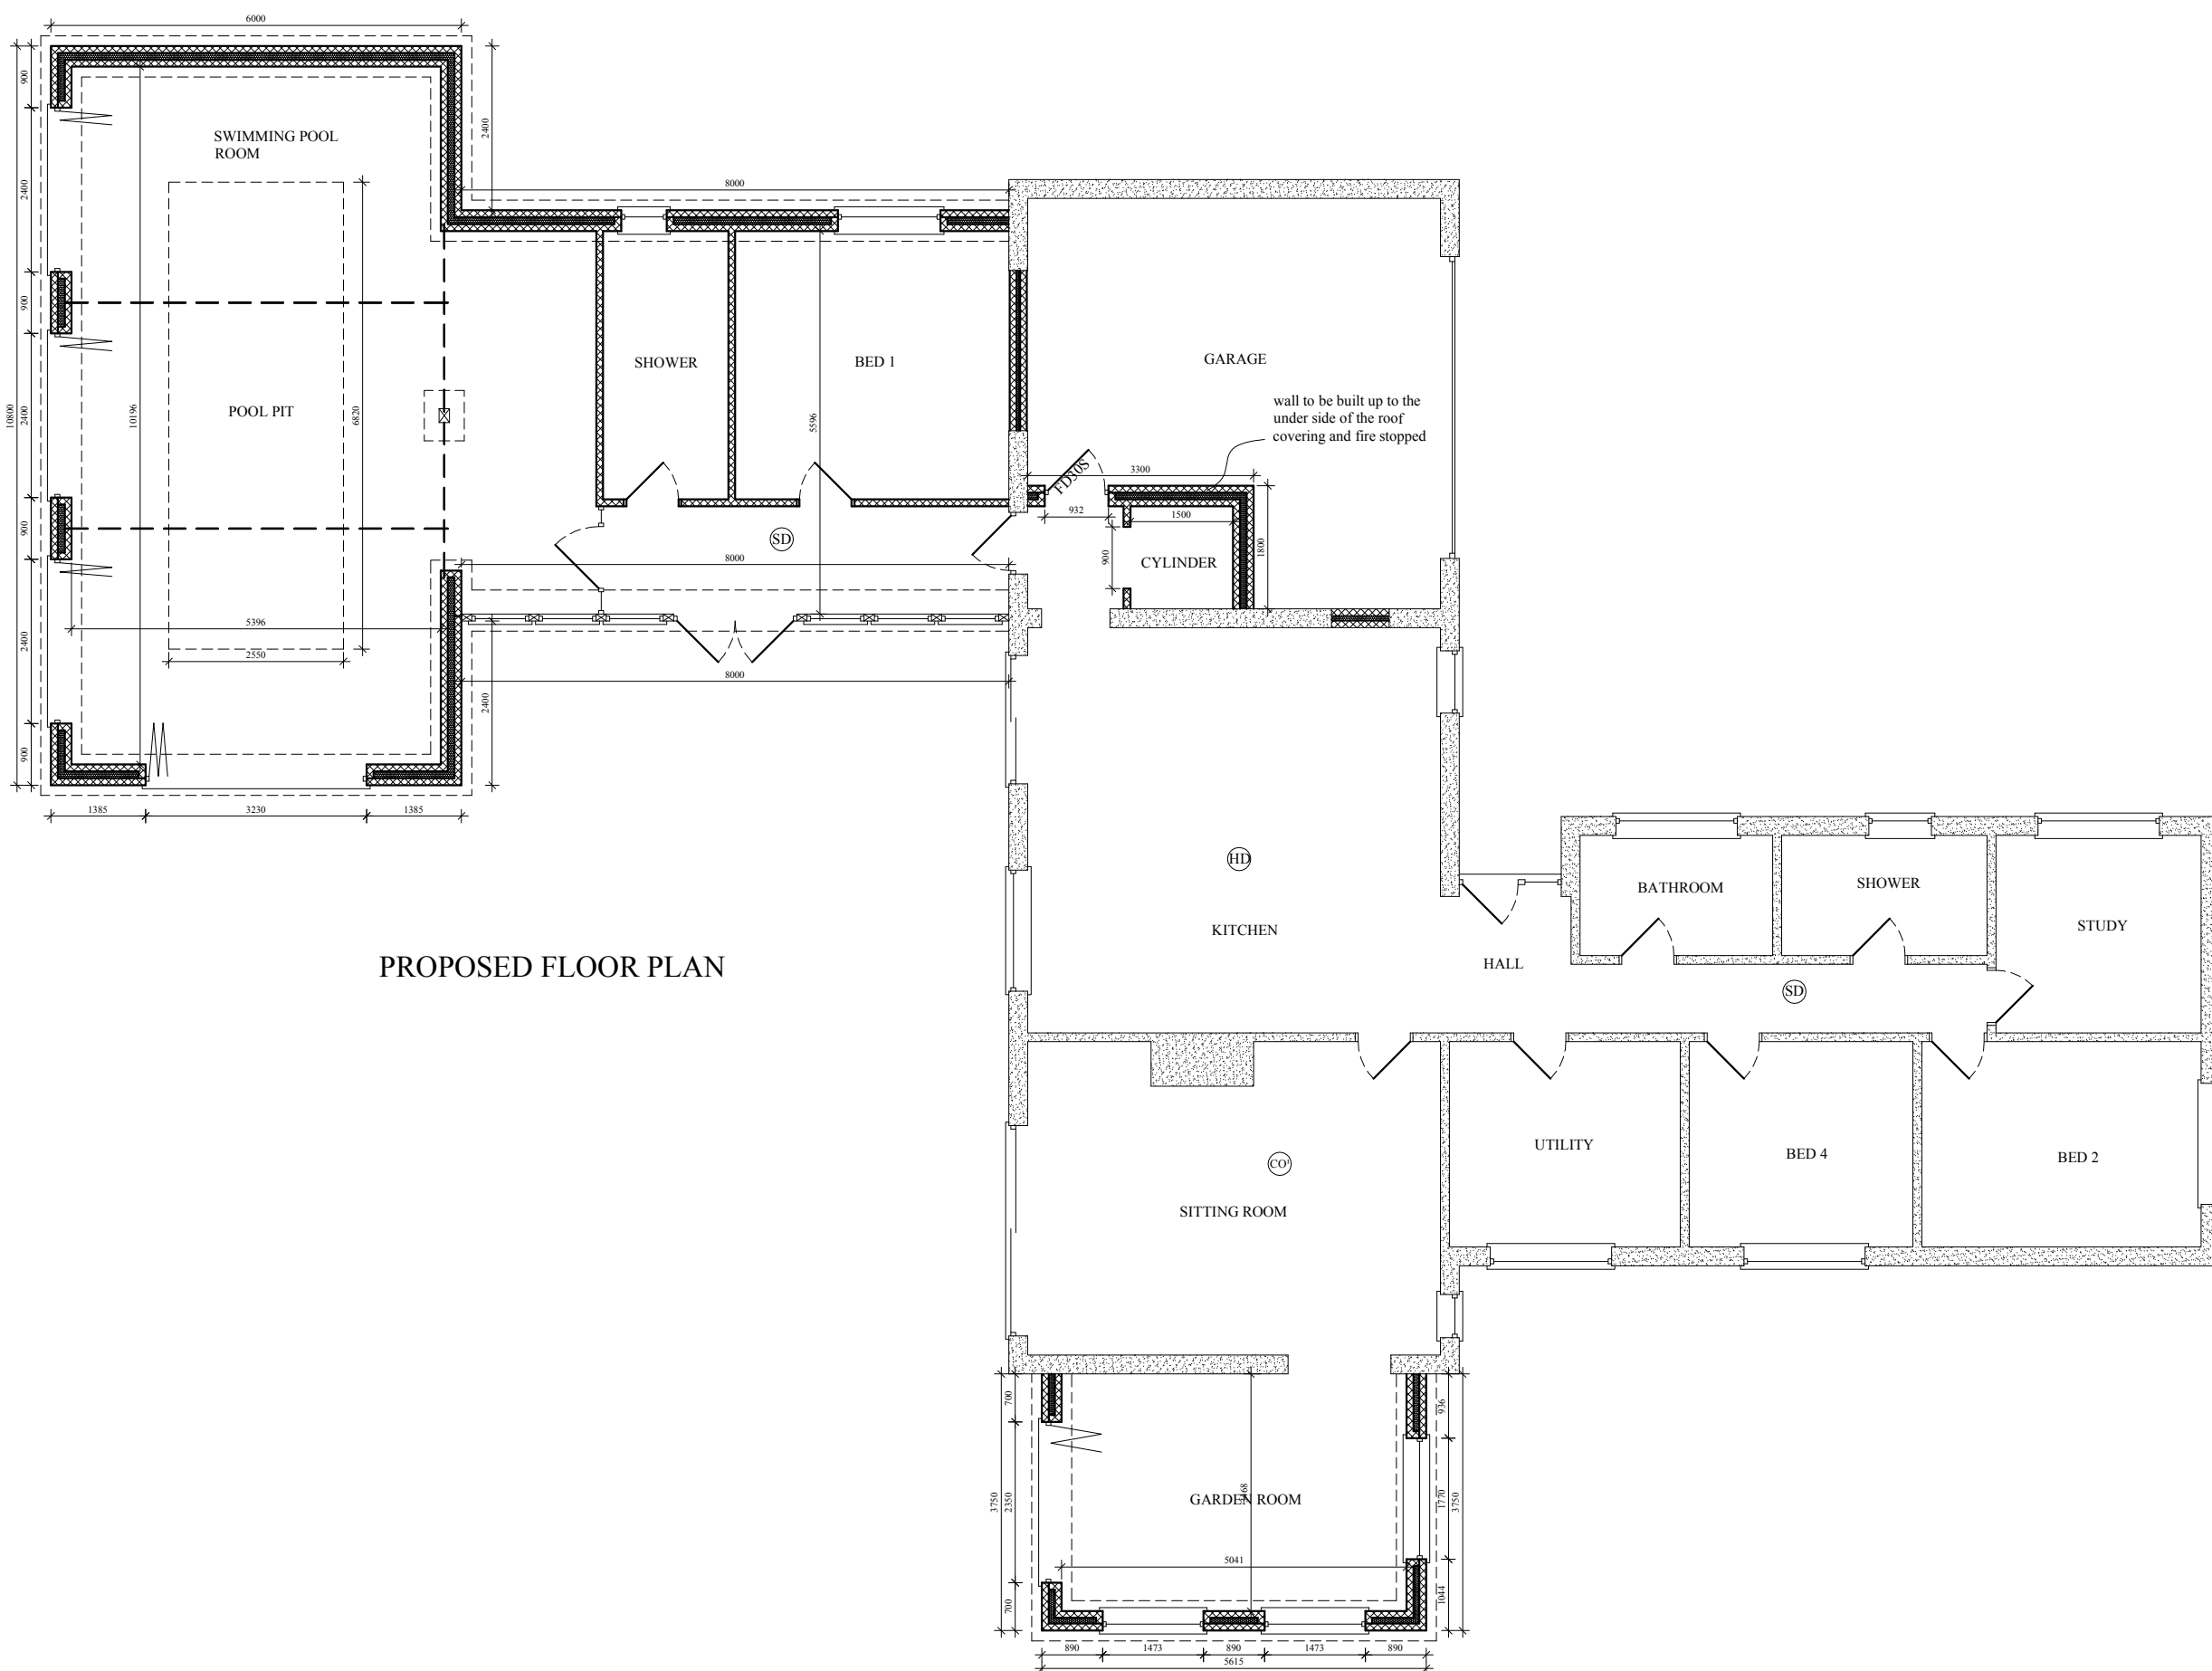 6000
900
2400
900
2400
900
2400
900
10800
SWIMMING POOL
ROOM
10196
POOL PIT
6820
5396
2550
1385
3230
1385
2400
8000
SHOWER
BED 1
5596
SD
8000
8000
2400
GARAGE
wall to be built up to the
under side of the roof
covering and fire stopped
FD30S
3300
932
1500
900
CYLINDER
1800
PROPOSED FLOOR PLAN
HD
KITCHEN
HALL
BATHROOM
SHOWER
STUDY
SD
UTILITY
BED 4
BED 2
CO
SITTING ROOM
700
2350
700
3750
GARDEN ROOM
5041
936
1770
1044
3750
890
1473
890
1473
890
5615